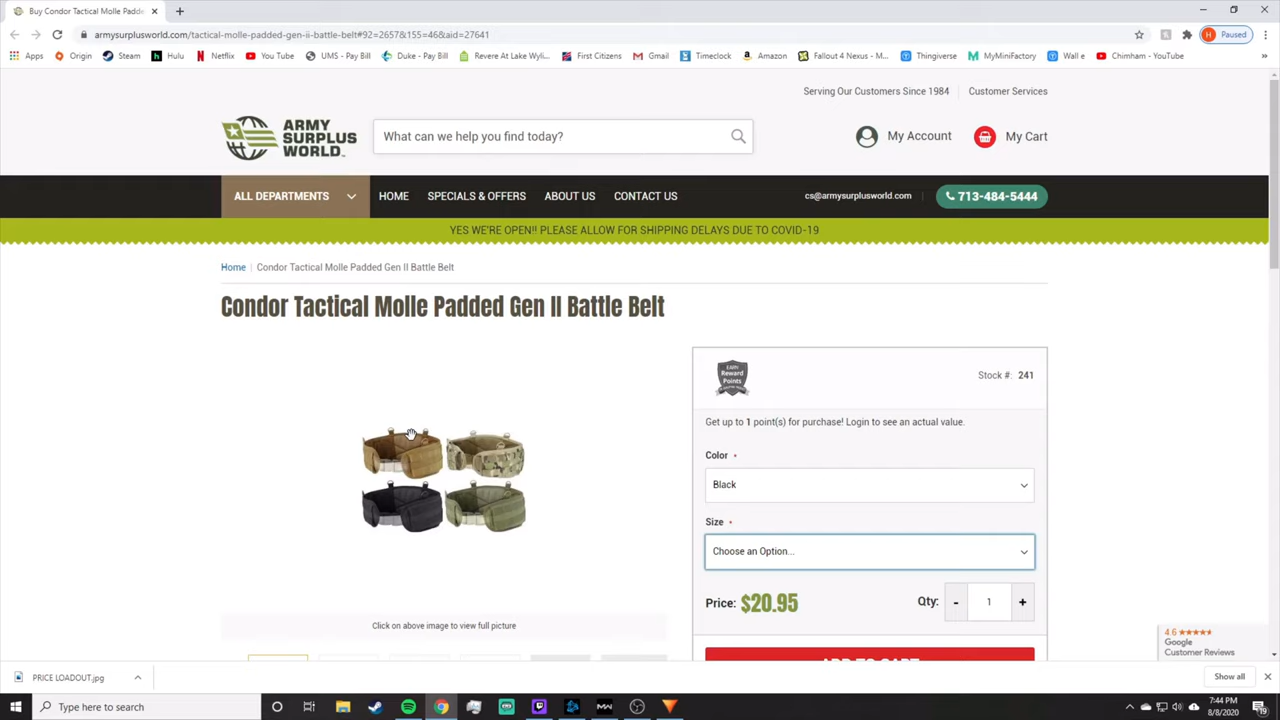 Buy Condor Tactical Molle Padde
armysurplusworld.com/tactical-molle-padded-gen-ii-battle-belt#92=2657&155=46&aid=27641
Paused
Apps Origin Steam Hulu Netflix You Tube UMS - Pay Bill Duke - Pay Bill Revere At Lake Wyli... First Citizens Gmail Timeclock Amazon Fallout 4 Nexus - M... Thingiverse MyMiniFactory Wall e Chimham - YouTube
Serving Our Customers Since 1984 Customer Services
ARMY
SURPLUS
WORLD
What can we help you find today?
My Account
My Cart
ALL DEPARTMENTS HOME SPECIALS & OFFERS ABOUT US CONTACT US cs@armysurplusworld.com 713-484-5444
YES WE'RE OPEN!! PLEASE ALLOW FOR SHIPPING DELAYS DUE TO COVID-19
Home Condor Tactical Molle Padded Gen II Battle Belt
Condor Tactical Molle Padded Gen II Battle Belt
EARN
Reward
Points
Stock #: 241
Get up to 1 point(s) for purchase! Login to see an actual value.
Color *
Black
Size *
Choose an Option...
Price: $20.95 Qty: - 1 +
Click on above image to view full picture
ADD TO CART
4.6
Google
Customer Reviews
PRICE LOADOUT.jpg
Show all
Type here to search
7:44 PM
8/8/2020
19